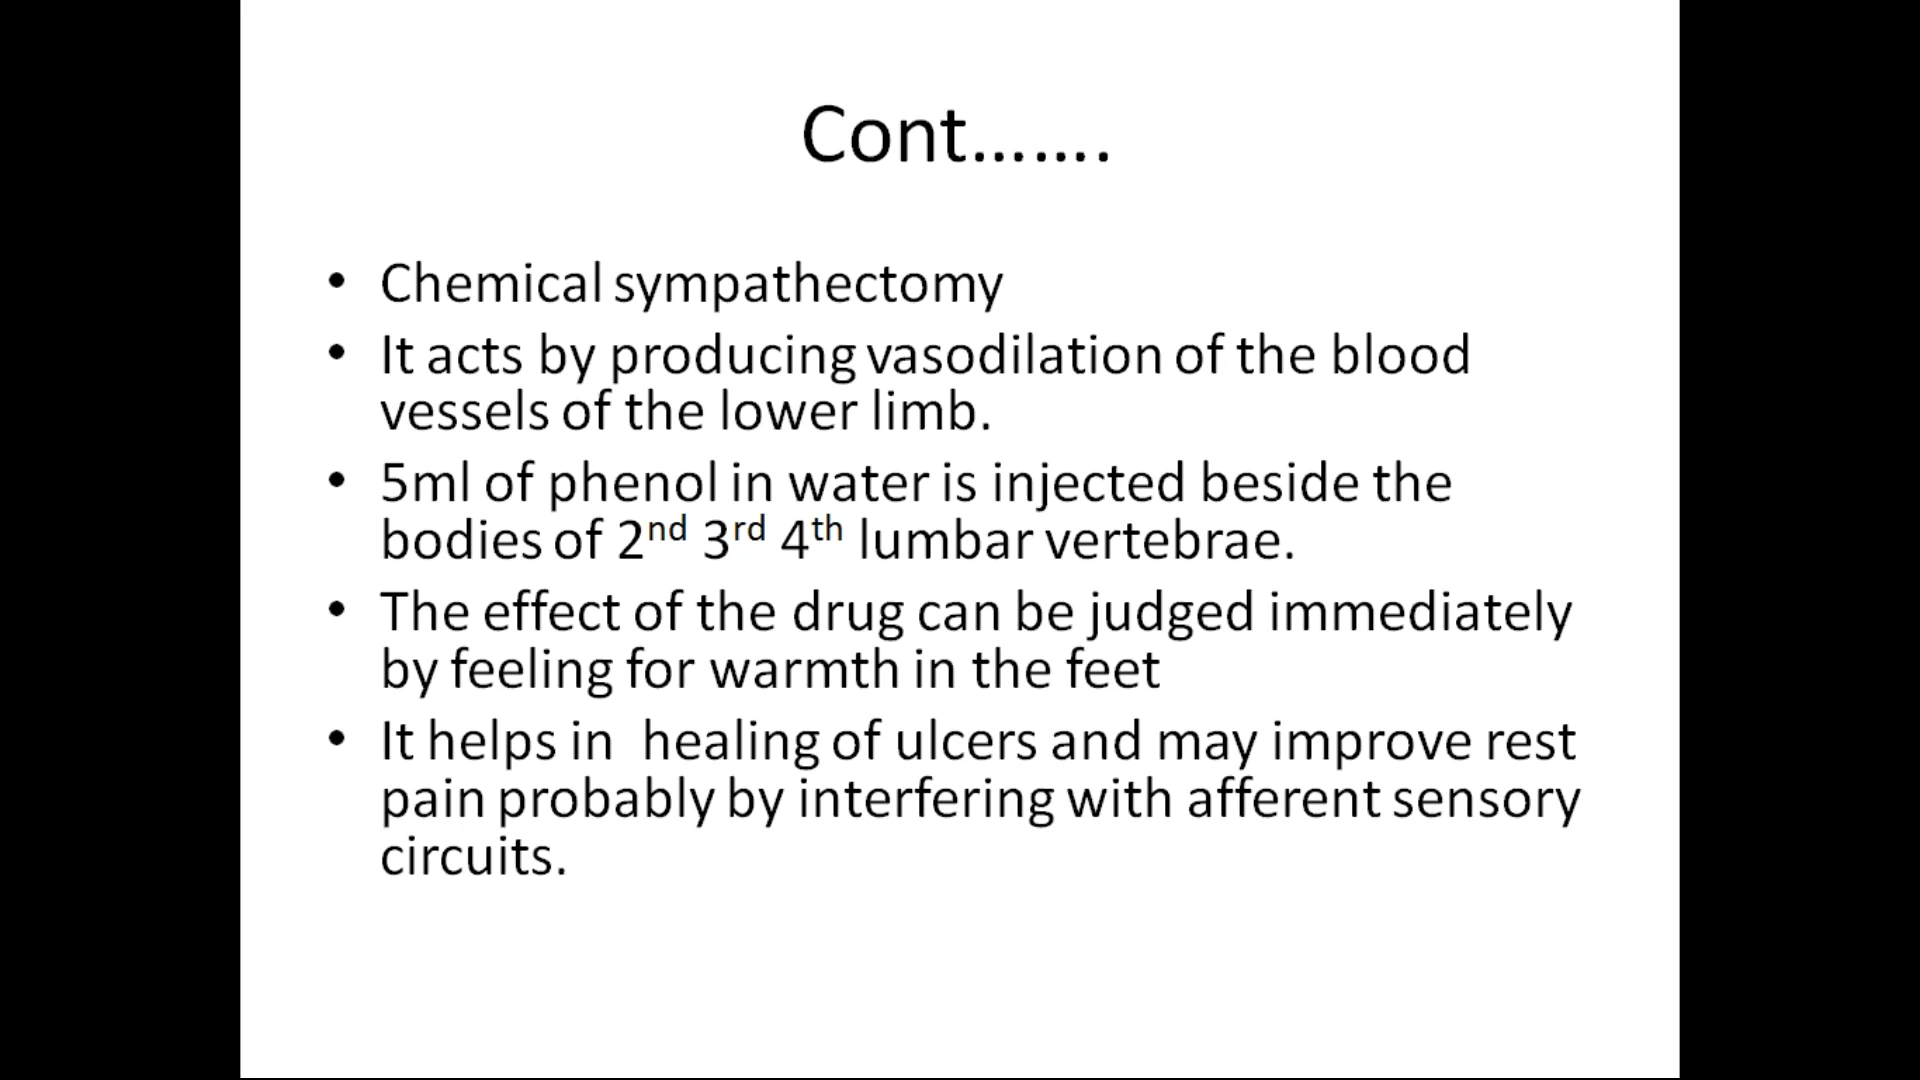 Cont…….
• Chemical sympathectomy
• It acts by producing vasodilation of the blood
vessels of the lower limb.
• 5ml of phenol in water is injected beside the
bodies of 2nd 3rd 4th lumbar vertebrae.
• The effect of the drug can be judged immediately
by feeling for warmth in the feet
• It helps in  healing of ulcers and may improve rest
pain probably by interfering with afferent sensory
circuits.